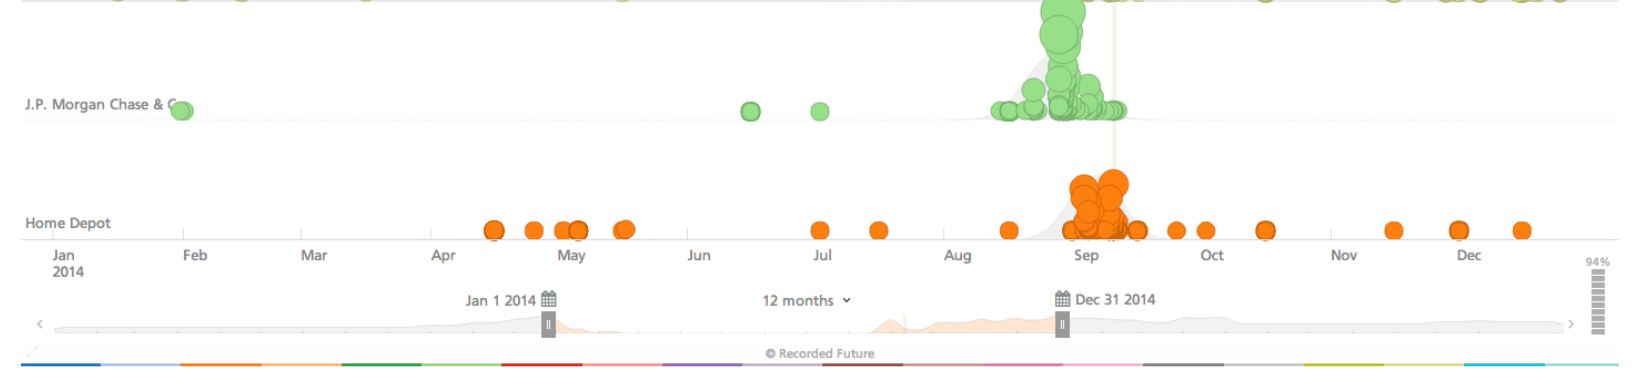 J.P. Morgan Chase & C
Home Depot
Jan Feb Mar Apr May Jun Jul Aug Sep Oct Nov Dec
2014
94%
Jan 1 2014 12 months Dec 31 2014
© Recorded Future